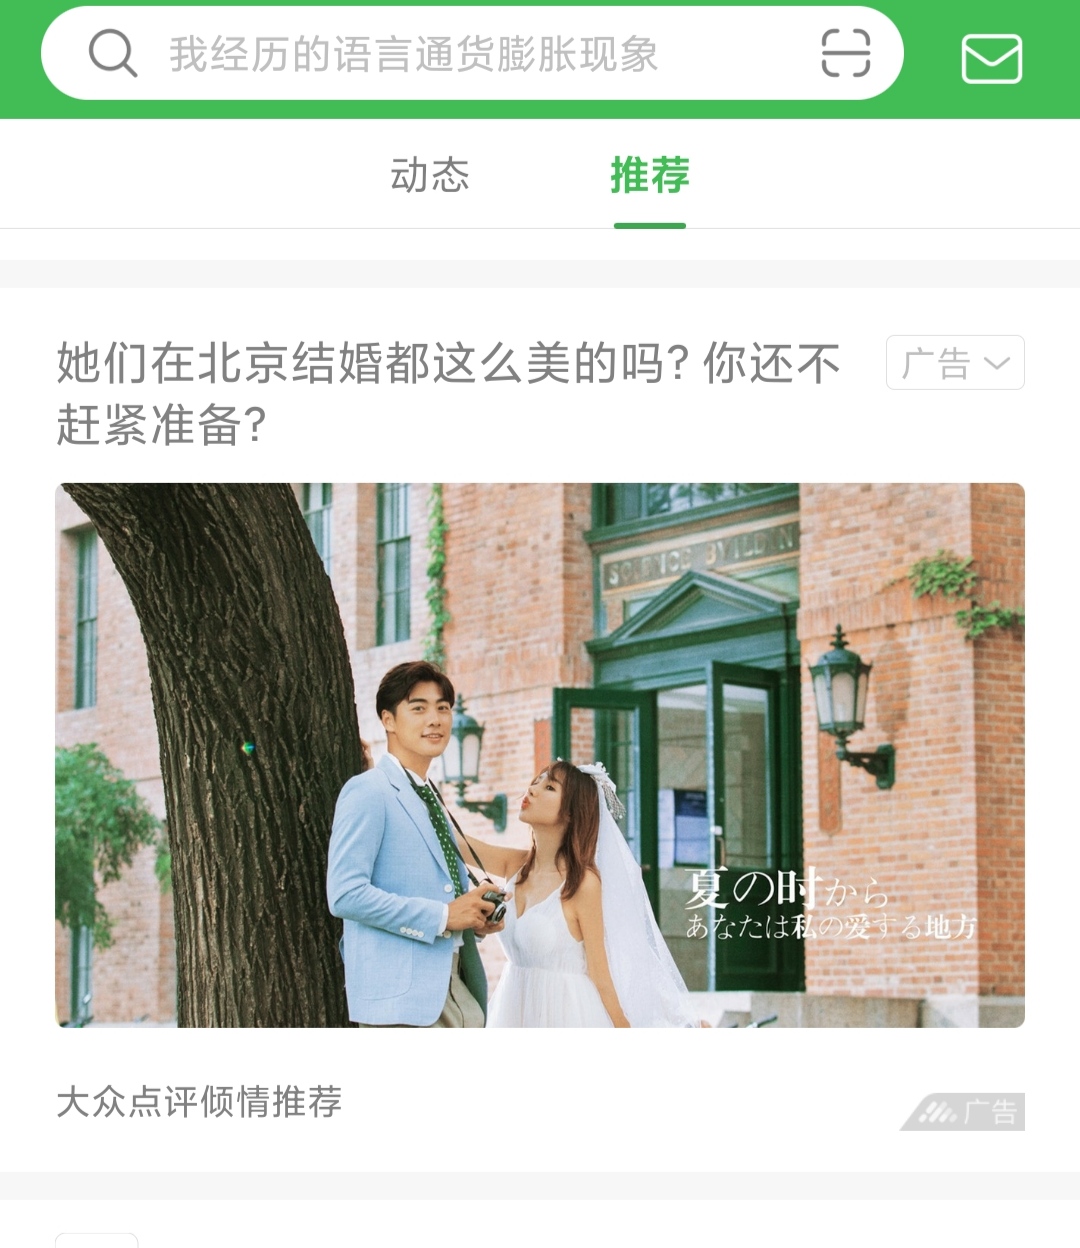 我经历的语言通货膨胀现象
动态
推荐
她们在北京结婚都这么美的吗？你还不
广告
赶紧准备？
SCIENCE BVILDIN
夏の时から
あなたは私の爱する地方
大众点评倾情推荐
广告